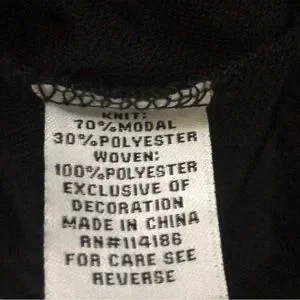 KNIT:
70%MODAL
30%POLYESTER
WOVEN:
100%POLYESTER
EXCLUSIVE OF
DECORATION
MADE IN CHINA
RN#114186
FOR CARE SEE
REVERSE